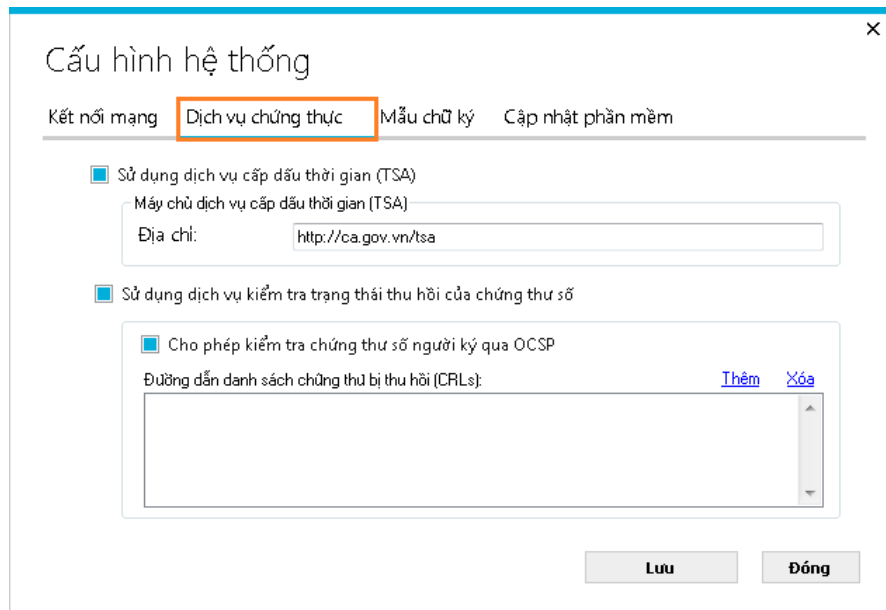 Cấu hình hệ thống
Kết nối mạng Dịch vụ chứng thực Mẫu chữ ký Cập nhật phần mềm
Sử dụng dịch vụ cấp dấu thời gian (TSA)
Máy chủ dịch vụ cấp dấu thời gian (TSA)
Địa chỉ: http://ca.gov.vn/tsa
Sử dụng dịch vụ kiểm tra trạng thái thu hồi của chứng thư số
Cho phép kiểm tra chứng thư số người ký qua OCSP
Đường dẫn danh sách chứng thư bị thu hồi (CRLs): Thêm Xóa
Lưu Đóng